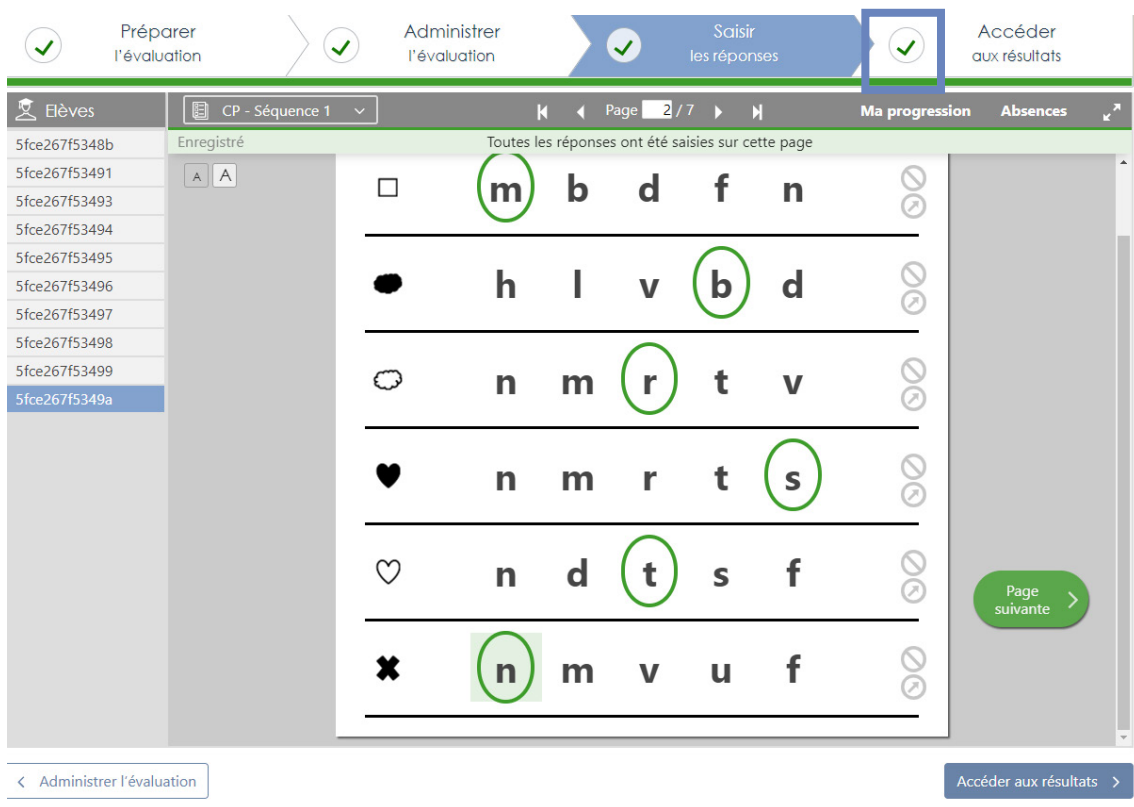 Préparer
l'évaluation
Administrer
l'évaluation
Saisir
les réponses
Accéder
aux résultats
Elèves
CP - Séquence 1
Page 2 / 7
Ma progression
Absences
Enregistré
Toutes les réponses ont été saisies sur cette page
5fce267f5348b
5fce267f53491
5fce267f53493
5fce267f53494
5fce267f53495
5fce267f53496
5fce267f53497
5fce267f53498
5fce267f53499
5fce267f5349a
A A
m b d f n
h l v b d
n m r t v
n m r t s
n d t s f
n m v u f
Page
suivante
Administrer l'évaluation
Accéder aux résultats